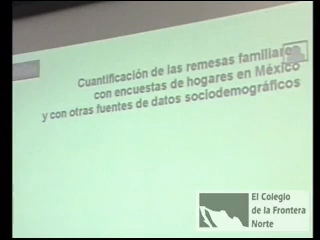 Cuantificación de las remesas familiares
con encuestas de hogares en México
y con otras fuentes de datos sociodemográficos
El Colegio
de la Frontera
Norte